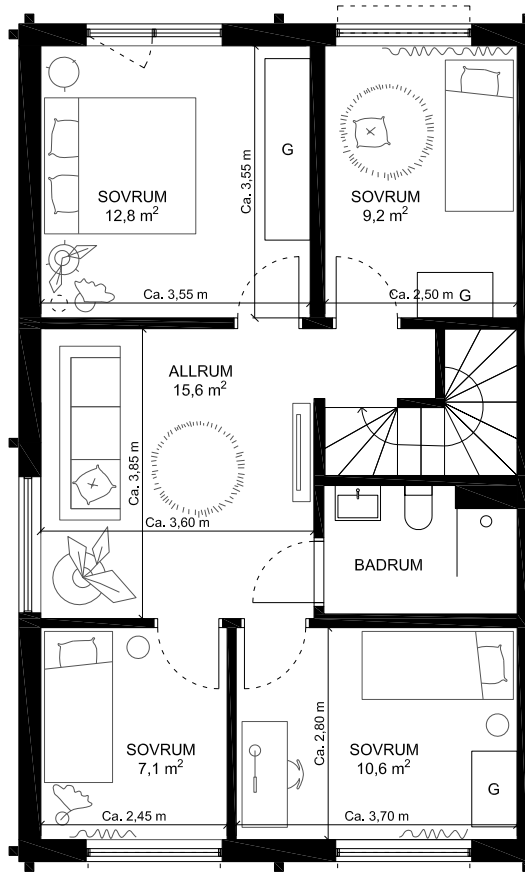 SOVRUM
12,8 m²
G
Ca. 3,55 m
Ca. 3,55 m
SOVRUM
9,2 m²
Ca. 2,50 m
G
ALLRUM
15,6 m²
Ca. 3,85 m
Ca. 3,60 m
BADRUM
SOVRUM
7,1 m²
Ca. 2,45 m
Ca. 2,80 m
SOVRUM
10,6 m²
G
Ca. 3,70 m